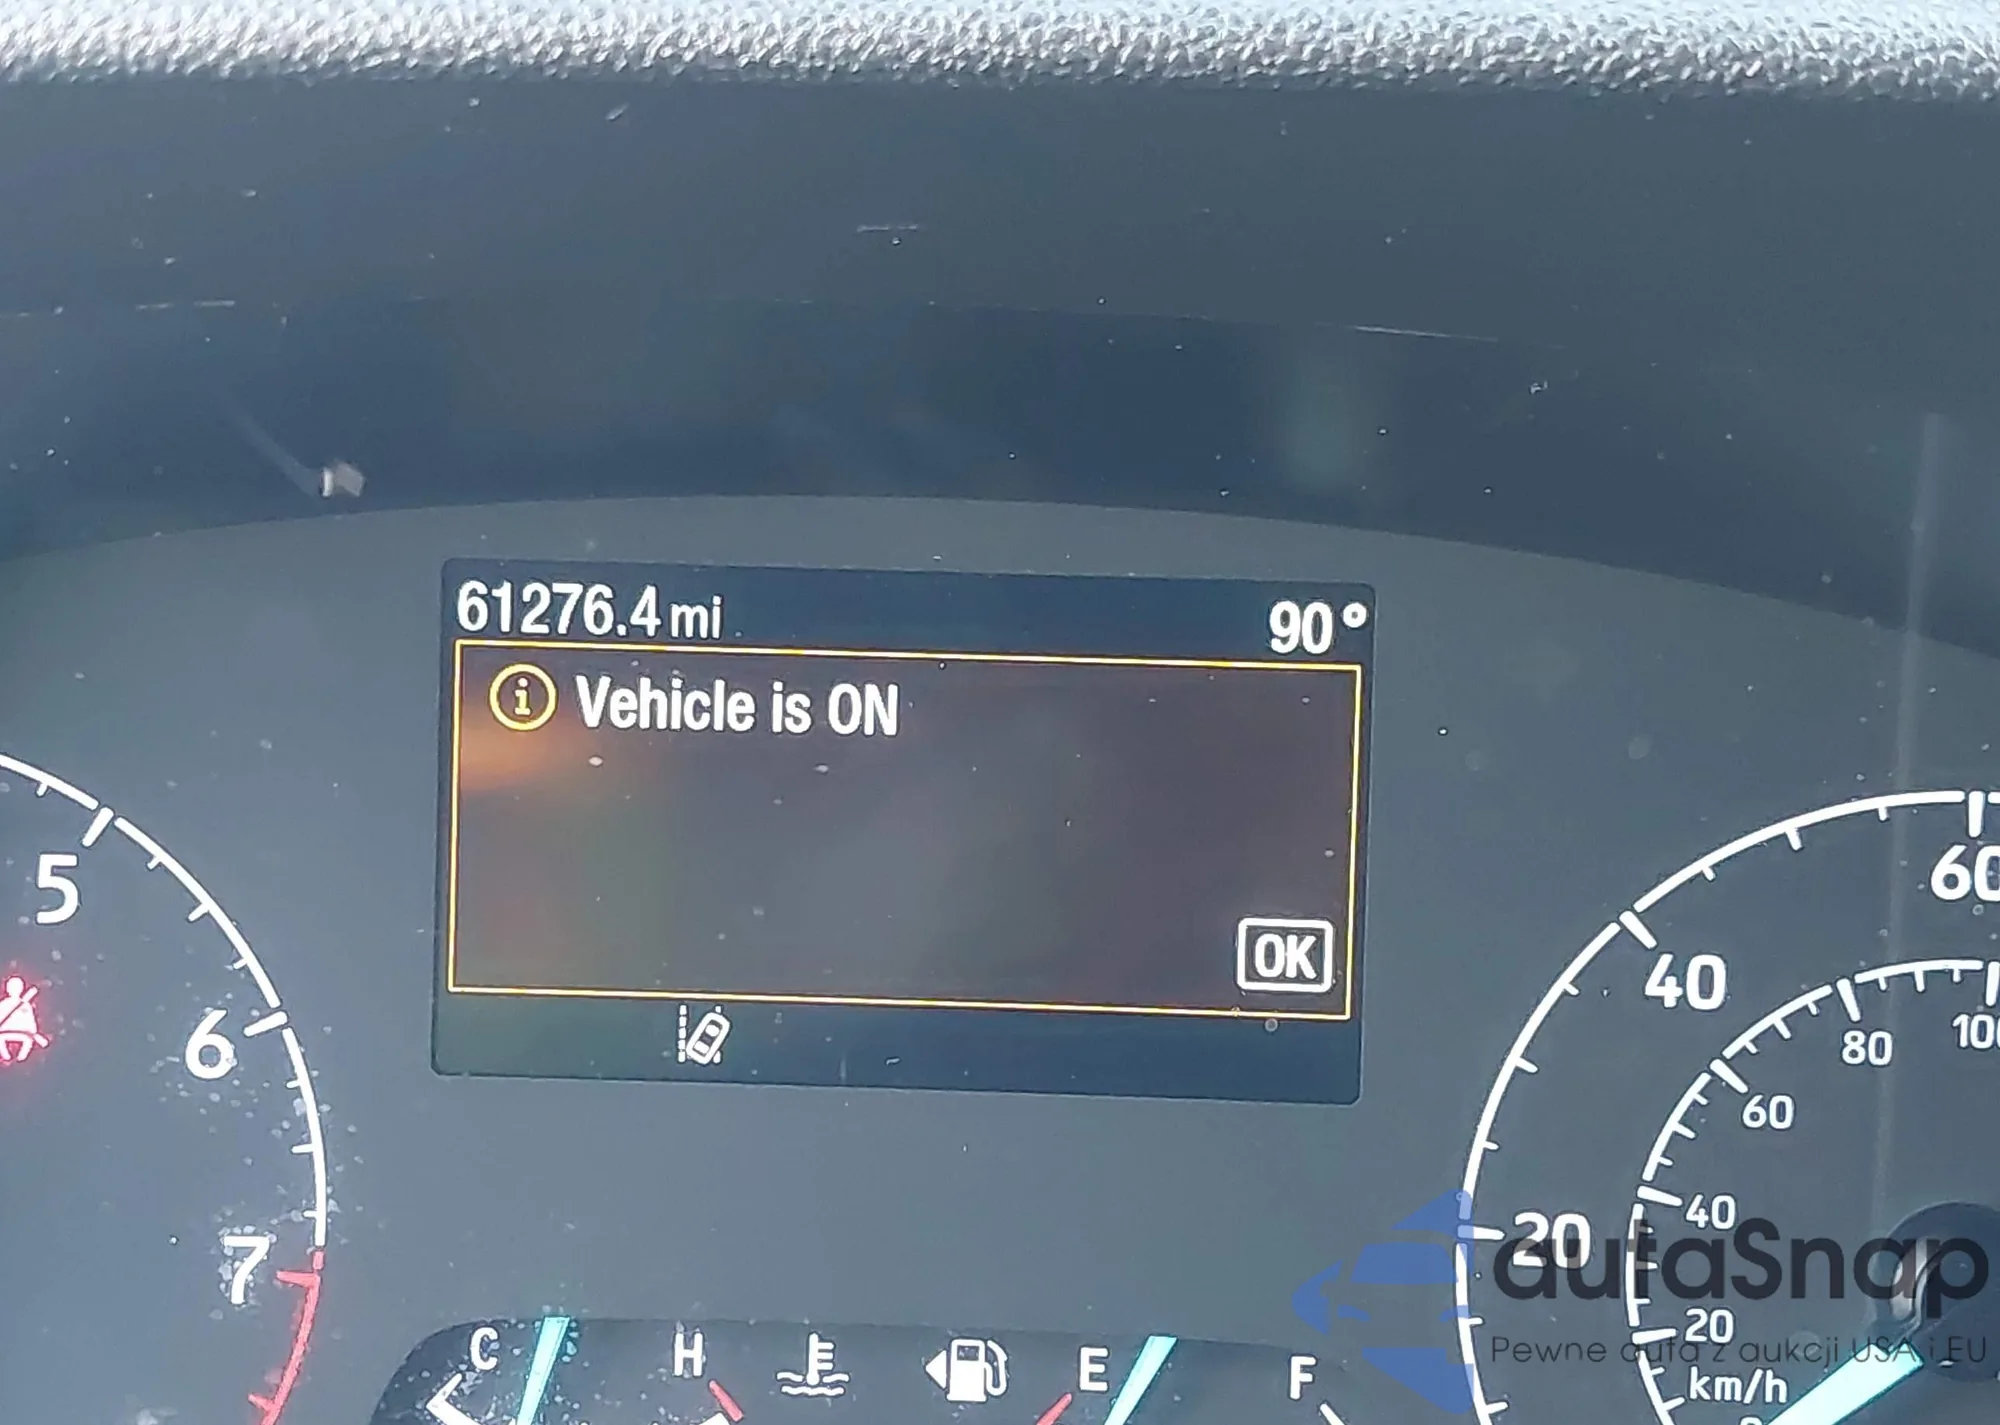 61276.4 mi 90°
i Vehicle is ON
OK
5
6
7
60
40
20
100
80
60
40
20
km/h
C H E F
autaSnap
Pewne auta z aukcji USA i EU